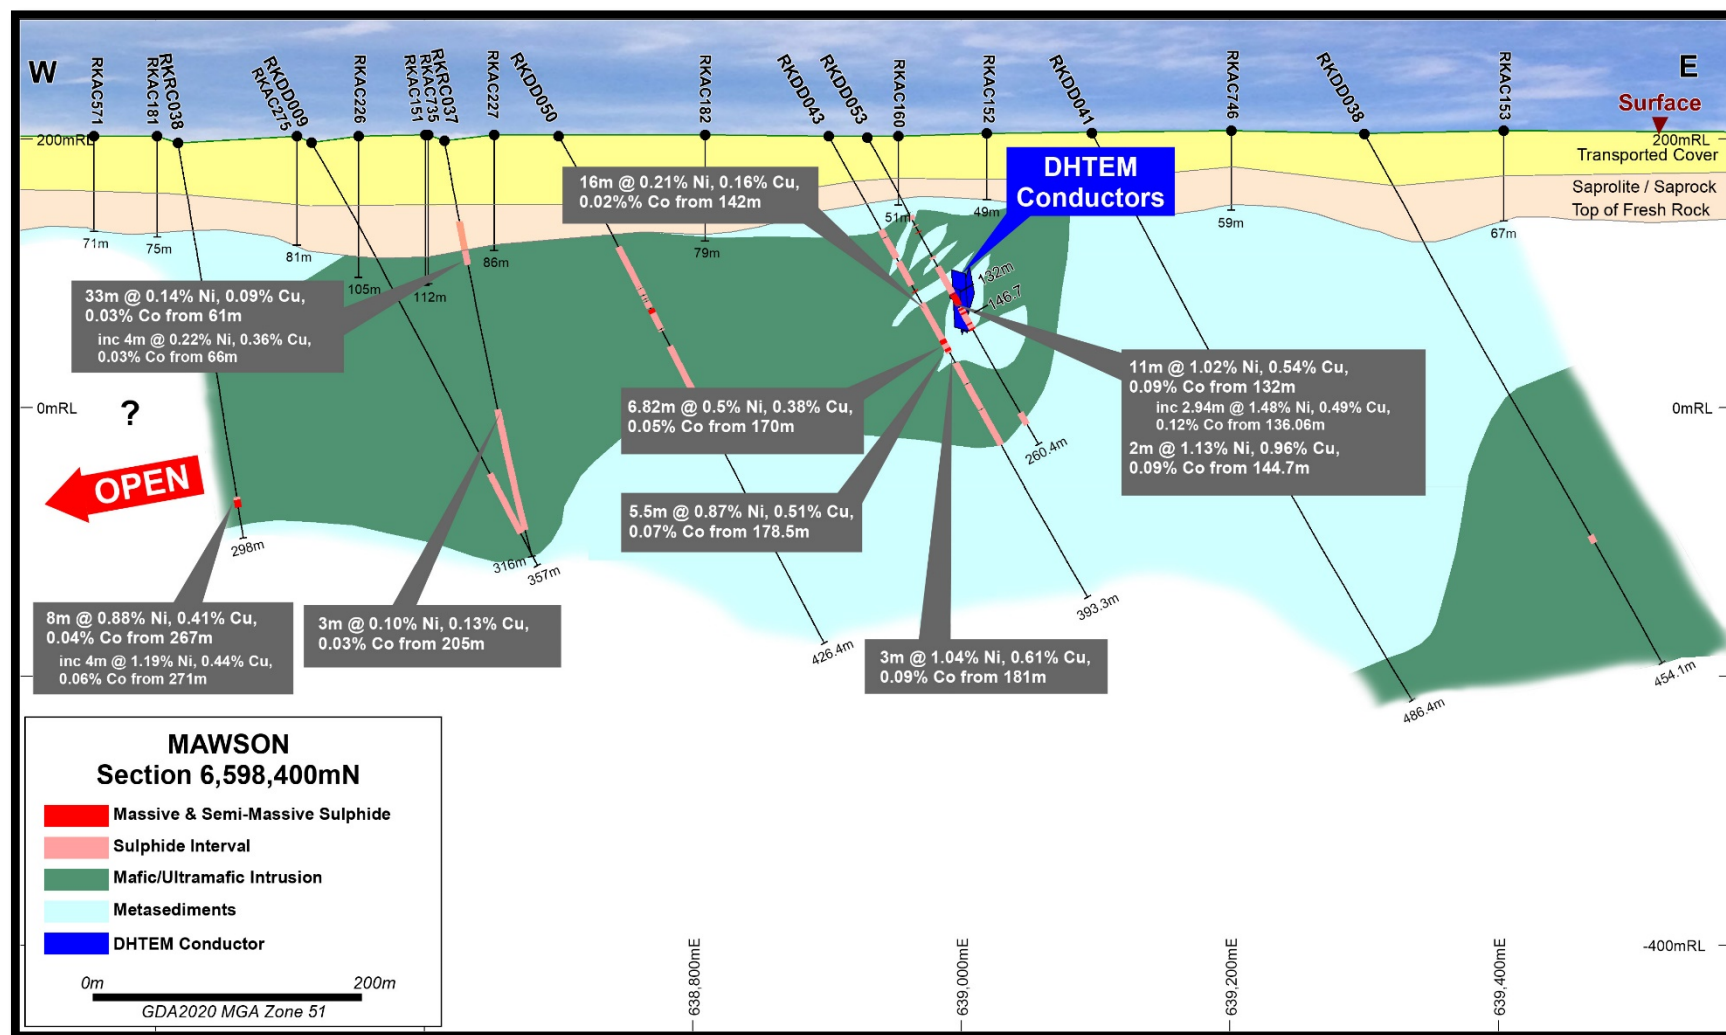 W
E
RKAC571
RKAC181
RKRC038
RKAC275
RKDD009
RKAC226
RKAC151
RKAC735
RKRC037
RKAC227
RKDD050
RKAC182
RKDD043
RKDD053
RKAC160
RKAC152
RKDD041
RKAC746
RKDD038
RKAC153
Surface
200mRL
200mRL
Transported Cover
Saprolite / Saprock
Top of Fresh Rock
DHTEM
Conductors
16m @ 0.21% Ni, 0.16% Cu,
0.02%% Co from 142m
71m
75m
81m
105m
112m
86m
79m
51m
49m
59m
67m
132m
146.7
33m @ 0.14% Ni, 0.09% Cu,
0.03% Co from 61m
inc 4m @ 0.22% Ni, 0.36% Cu,
0.03% Co from 66m
11m @ 1.02% Ni, 0.54% Cu,
0.09% Co from 132m
inc 2.94m @ 1.48% Ni, 0.49% Cu,
0.12% Co from 136.06m
2m @ 1.13% Ni, 0.96% Cu,
0.09% Co from 144.7m
6.82m @ 0.5% Ni, 0.38% Cu,
0.05% Co from 170m
0mRL
?
0mRL
OPEN
260.4m
5.5m @ 0.87% Ni, 0.51% Cu,
0.07% Co from 178.5m
298m
316m
357m
393.3m
426.4m
454.1m
486.4m
8m @ 0.88% Ni, 0.41% Cu,
0.04% Co from 267m
inc 4m @ 1.19% Ni, 0.44% Cu,
0.06% Co from 271m
3m @ 0.10% Ni, 0.13% Cu,
0.03% Co from 205m
3m @ 1.04% Ni, 0.61% Cu,
0.09% Co from 181m
MAWSON
Section 6,598,400mN
Massive & Semi-Massive Sulphide
Sulphide Interval
Mafic/Ultramafic Intrusion
Metasediments
DHTEM Conductor
0m
200m
GDA2020 MGA Zone 51
638,800mE
639,000mE
639,200mE
639,400mE
-400mRL